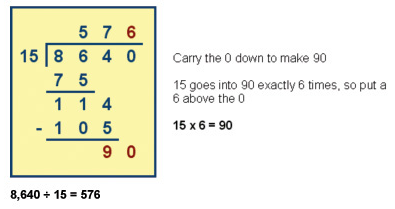 5 7 6
15 8 6 4 0
7 5
1 1 4
- 1 0 5
9 0
Carry the 0 down to make 90
15 goes into 90 exactly 6 times, so put a
6 above the 0
15 x 6 = 90
8,640 ÷ 15 = 576